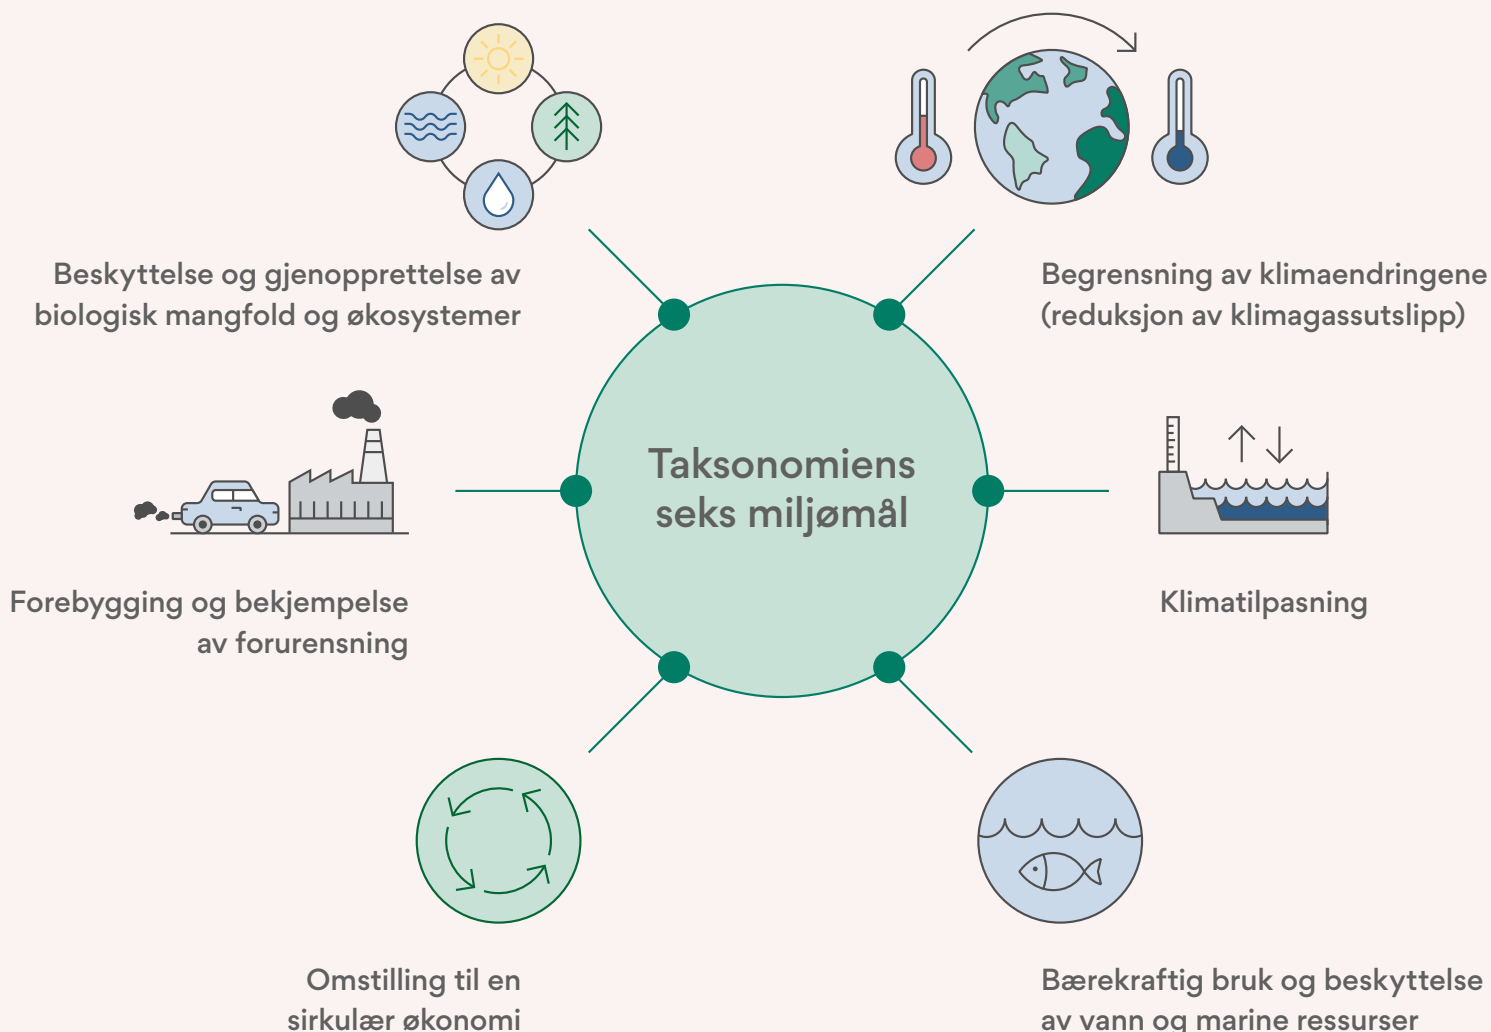 Beskyttelse og gjenopprettelse av
biologisk mangfold og økosystemer
Begrensning av klimaendringene
(reduksjon av klimagassutslipp)
Taksonomiens
seks miljømål
Forebygging og bekjempelse
av forurensning
Klimatilpasning
Omstilling til en
sirkulær økonomi
Bærekraftig bruk og beskyttelse
av vann og marine ressurser